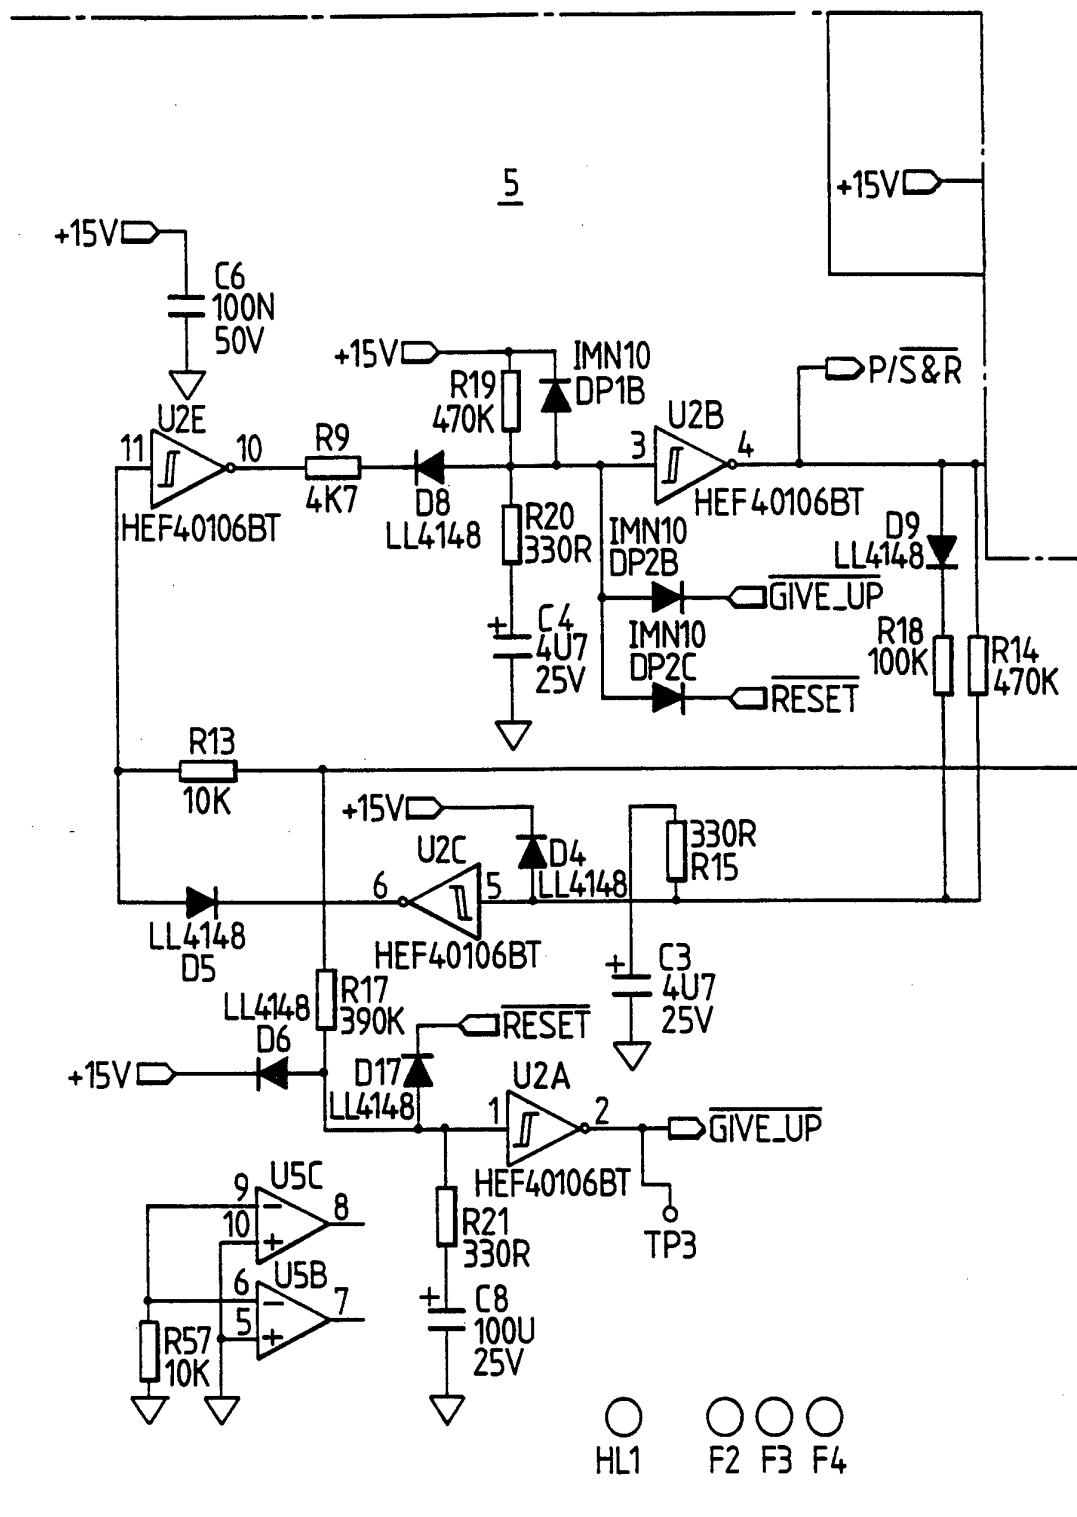 5
+15V
+15V
C6
100N
50V
+15V
IMN10
DP1B
R19
470K
P/S&R
U2E
11
10
R9
4K7
D8
LL4148
HEF40106BT
U2B
3
4
HEF40106BT
R20
330R
IMN10
DP2B
GIVE_UP
D9
LL4148
C4
4U7
25V
+
IMN10
DP2C
RESET
R18
100K
R14
470K
R13
10K
+15V
U2C
6
5
D4
LL4148
330R
R15
HEF40106BT
LL4148
D5
+
C3
4U7
25V
LL4148
D6
R17
390K
RESET
+15V
D17
LL4148
U2A
1
2
GIVE_UP
HEF40106BT
TP3
U5C
9
10
8
−
+
R21
330R
U5B
6
5
7
−
+
+
C8
100U
25V
R57
10K
HL1
F2
F3
F4